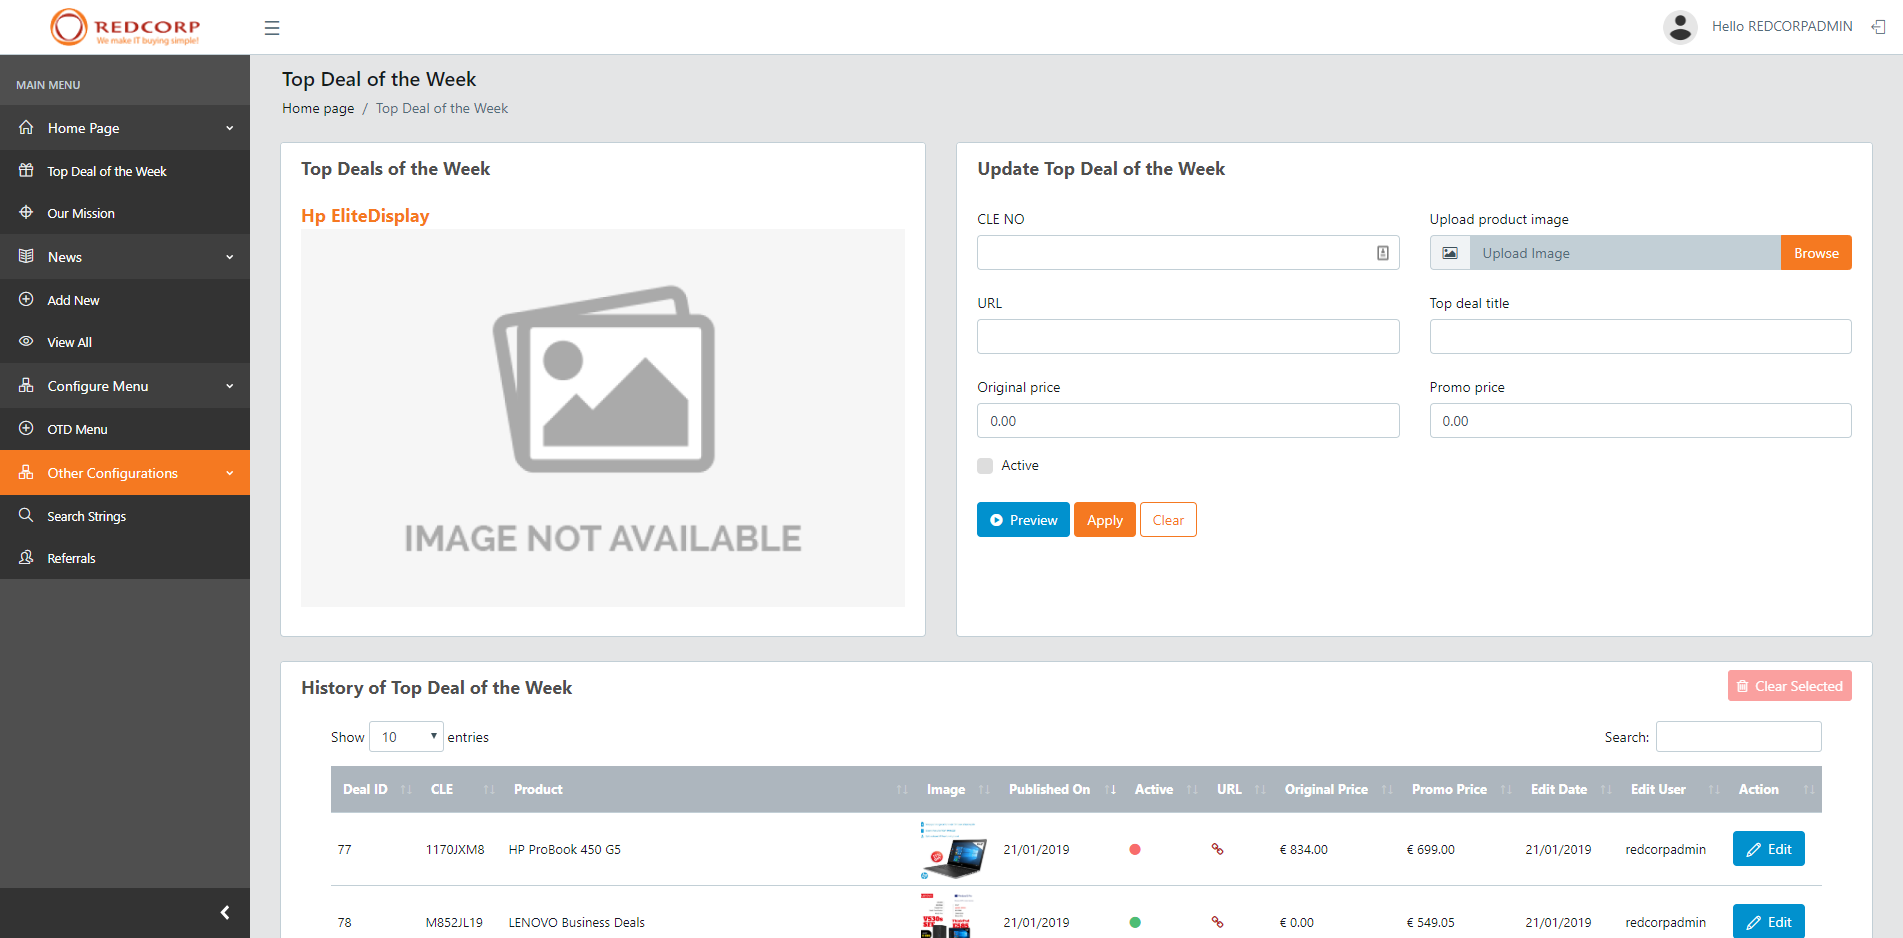 REDCORP
We make IT buying simple!
Hello REDCORPADMIN
MAIN MENU
Home Page
Top Deal of the Week
Our Mission
News
Add New
View All
Configure Menu
OTD Menu
Other Configurations
Search Strings
Referrals
Top Deal of the Week
Home page / Top Deal of the Week
Top Deals of the Week
Hp EliteDisplay
IMAGE NOT AVAILABLE
Update Top Deal of the Week
CLE NO
Upload product image
Upload Image
Browse
URL
Top deal title
Original price
Promo price
0.00
0.00
Active
Preview Apply Clear
History of Top Deal of the Week
Clear Selected
Show 10 entries
Search:
Deal ID CLE Product Image Published On Active URL Original Price Promo Price Edit Date Edit User Action
77 1170JXM8 HP ProBook 450 G5 21/01/2019 € 834.00 € 699.00 21/01/2019 redcorpadmin Edit
78 M852JL19 LENOVO Business Deals 21/01/2019 € 0.00 € 549.05 21/01/2019 redcorpadmin Edit